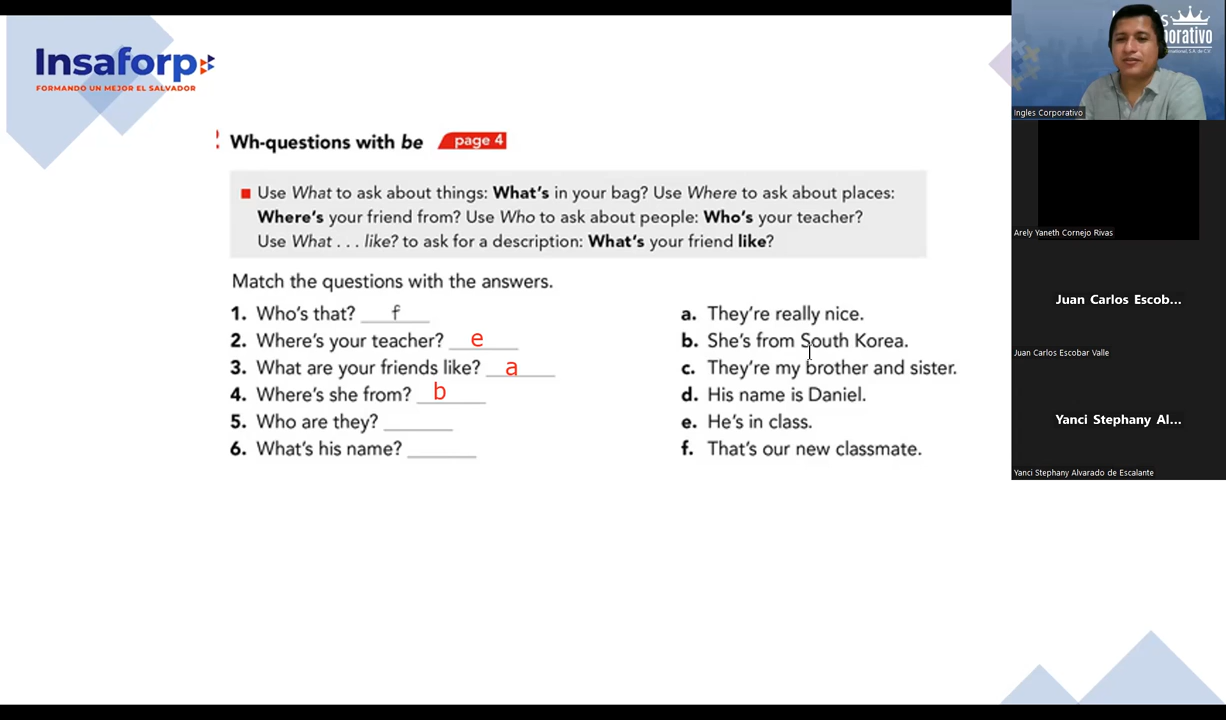 Insaforp
FORMANDO UN MEJOR EL SALVADOR
Wh-questions with be page 4
Use What to ask about things: What's in your bag? Use Where to ask about places:
Where's your friend from? Use Who to ask about people: Who's your teacher?
Use What . . . like? to ask for a description: What's your friend like?
Match the questions with the answers.
1. Who's that? f
2. Where's your teacher? e
3. What are your friends like? a
4. Where's she from? b
5. Who are they?
6. What's his name?
a. They're really nice.
b. She's from South Korea.
c. They're my brother and sister.
d. His name is Daniel.
e. He's in class.
f. That's our new classmate.
Ingles Corporativo
Arely Yaneth Cornejo Rivas
Juan Carlos Escob...
Juan Carlos Escobar Valle
Yanci Stephany Al...
Yanci Stephany Alvarado de Escalante